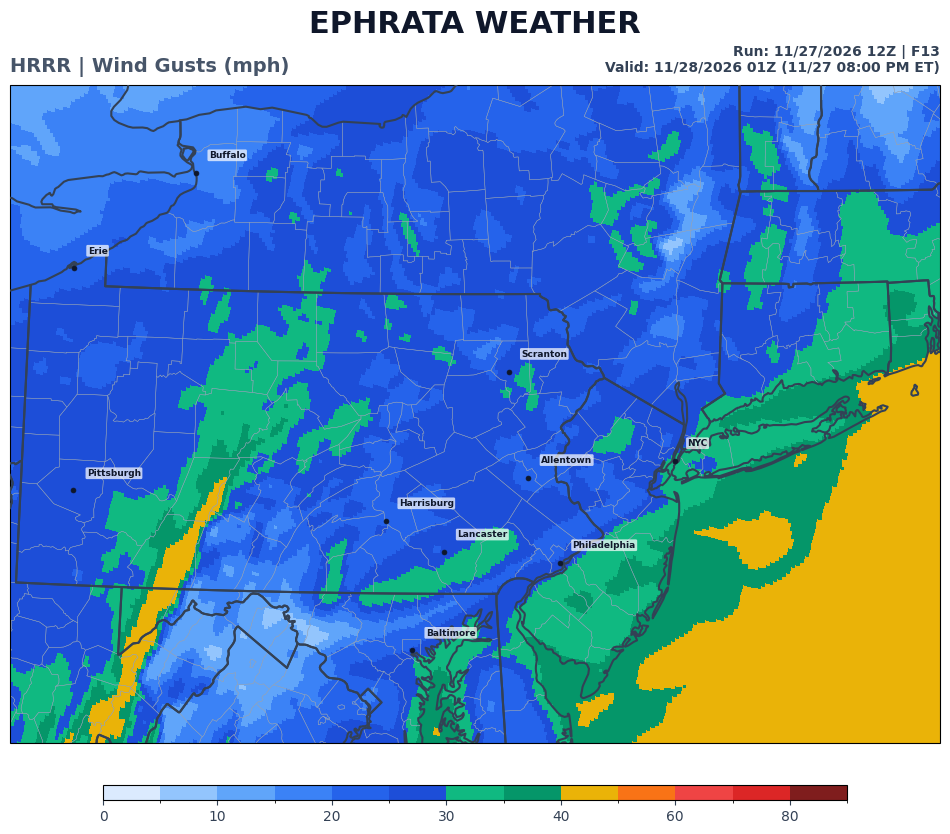 EPHRATA WEATHER
HRRR | Wind Gusts (mph)
Run: 11/27/2026 12Z | F13
Valid: 11/28/2026 01Z (11/27 08:00 PM ET)
Buffalo
Erie
Scranton
NYC
Allentown
Pittsburgh
Harrisburg
Lancaster
Philadelphia
Baltimore
0 10 20 30 40 60 80